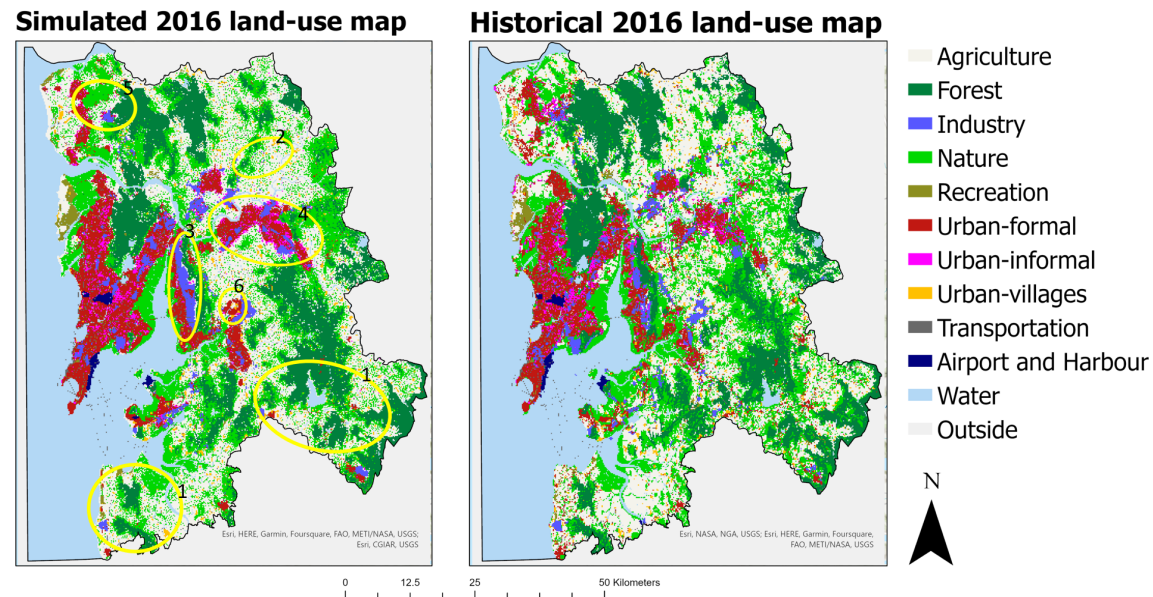 Simulated 2016 land-use map
Historical 2016 land-use map
5
2
4
3
6
1
1
Esri, HERE, Garmin, Foursquare, FAO, METI/NASA, USGS;
Esri, CGIAR, USGS
Esri, NASA, NGA, USGS; Esri, HERE, Garmin, Foursquare,
FAO, METI/NASA, USGS
Agriculture
Forest
Industry
Nature
Recreation
Urban-formal
Urban-informal
Urban-villages
Transportation
Airport and Harbour
Water
Outside
N
0 12.5 25 50 Kilometers